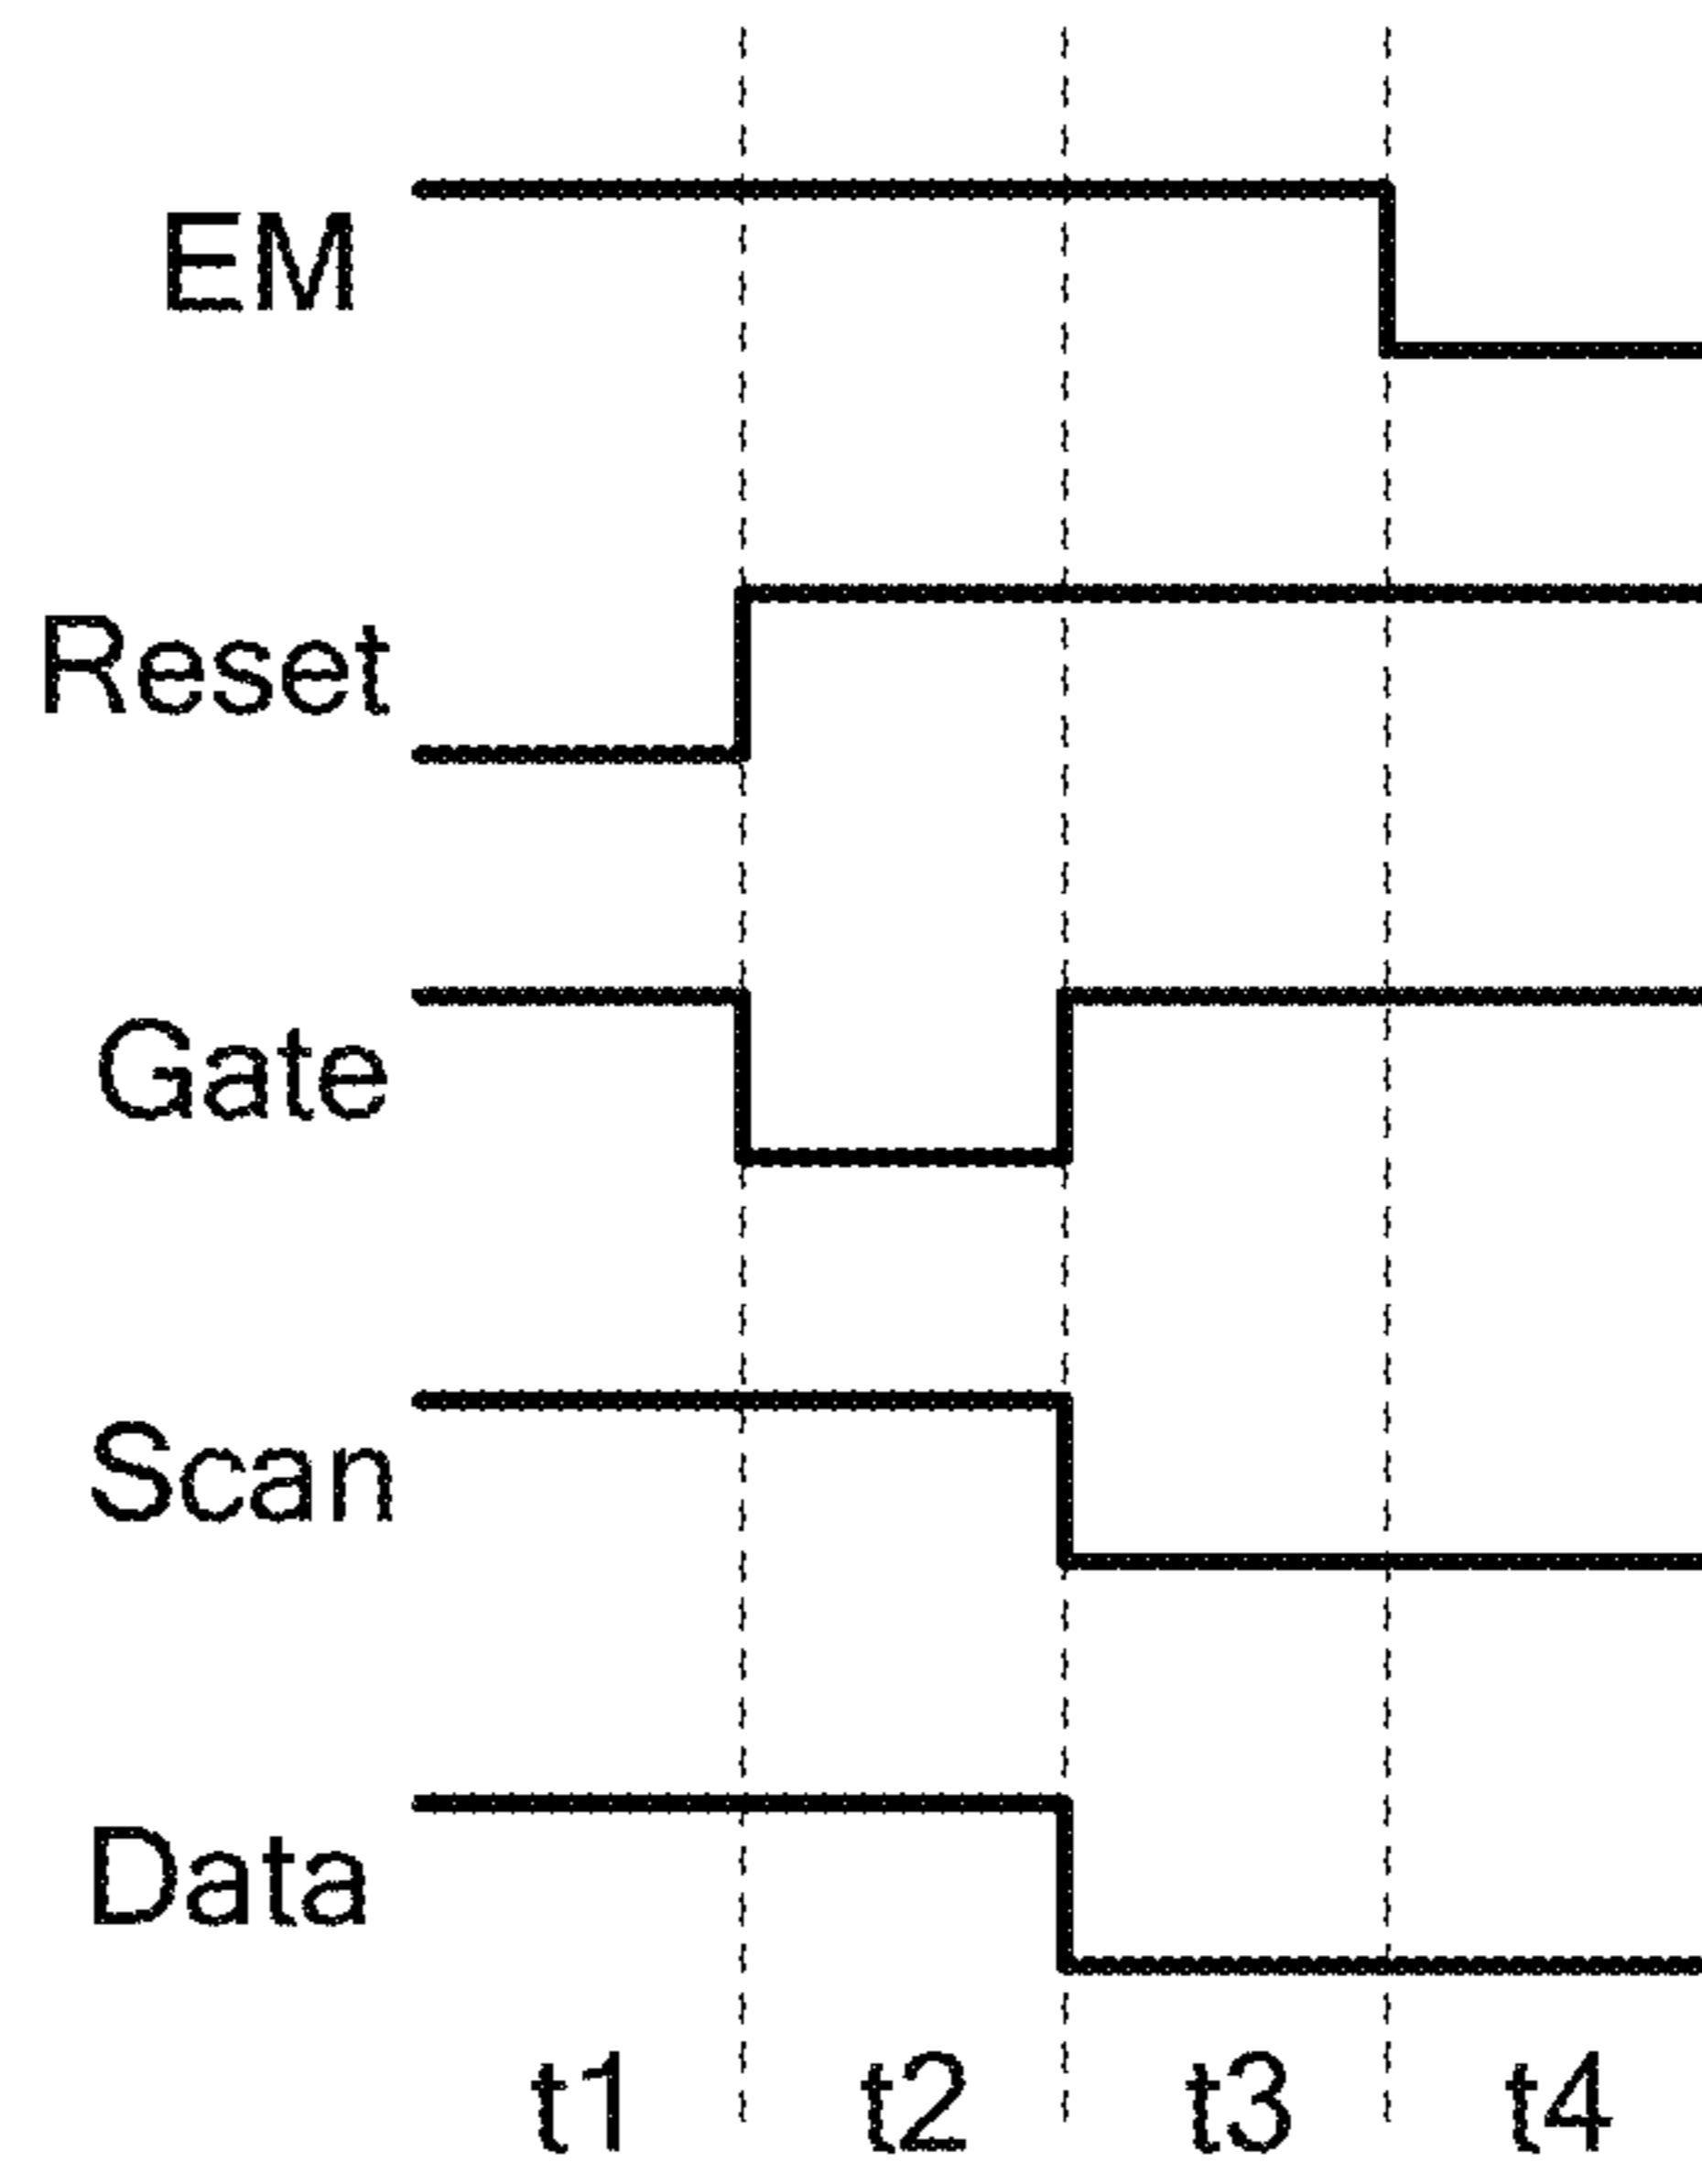 EM
Reset
Gate
Scan
Data
t1 t2 t3 t4